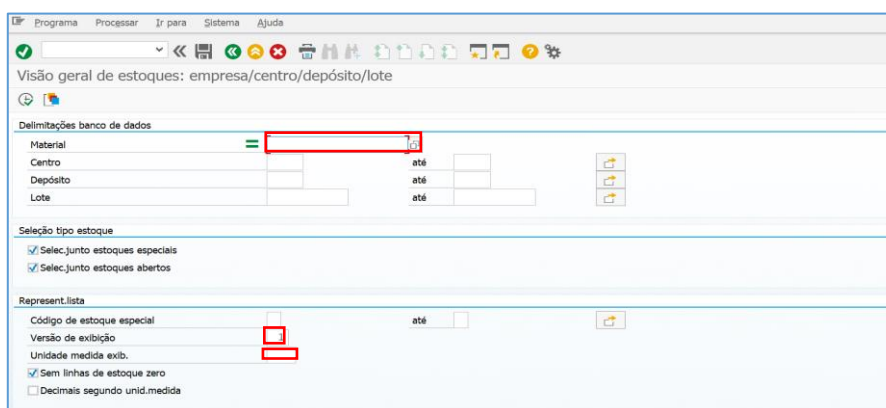 Programa Processar Ir para Sistema Ajuda
Visão geral de estoques: empresa/centro/depósito/lote
Delimitações banco de dados
Material
Centro até
Depósito até
Lote até
Seleção tipo estoque
Selec.junto estoques especiais
Selec.junto estoques abertos
Represent.lista
Código de estoque especial até
Versão de exibição 1
Unidade medida exib.
Sem linhas de estoque zero
Decimais segundo unid.medida